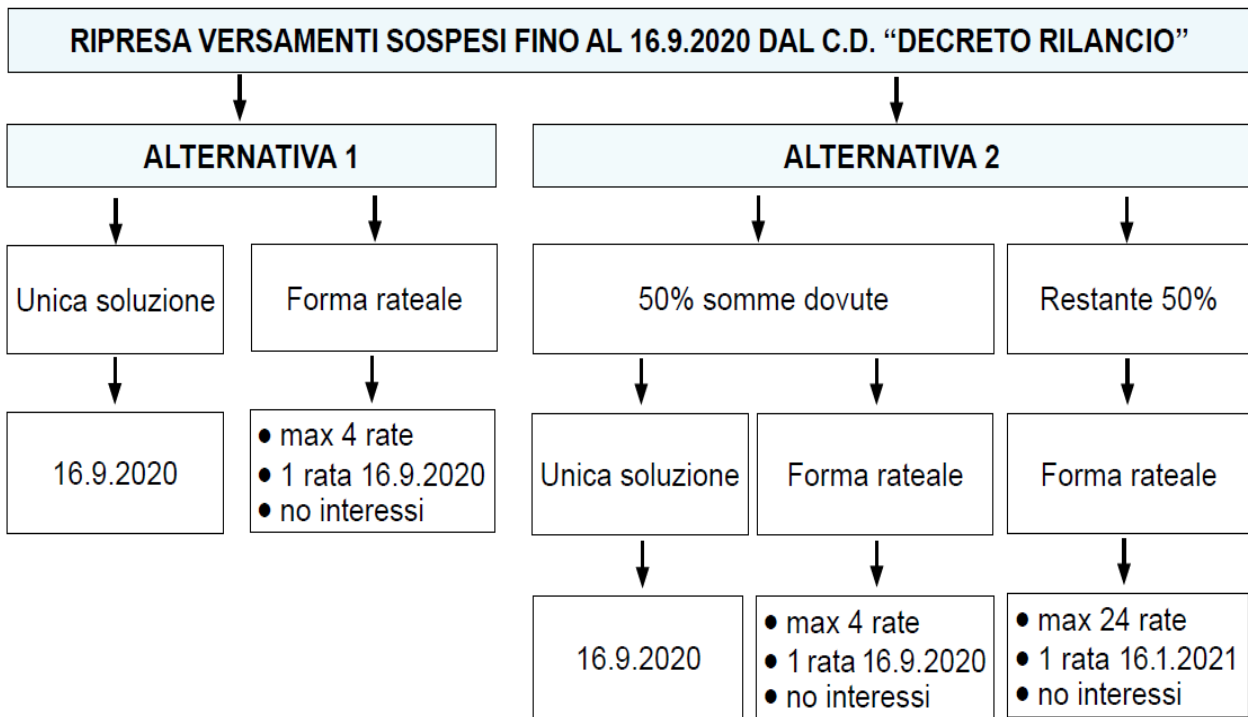 RIPRESA VERSAMENTI SOSPESI FINO AL 16.9.2020 DAL C.D. “DECRETO RILANCIO”
ALTERNATIVA 1
ALTERNATIVA 2
Unica soluzione
Forma rateale
50% somme dovute
Restante 50%
16.9.2020
● max 4 rate
● 1 rata 16.9.2020
● no interessi
Unica soluzione
Forma rateale
Forma rateale
16.9.2020
● max 4 rate
● 1 rata 16.9.2020
● no interessi
● max 24 rate
● 1 rata 16.1.2021
● no interessi